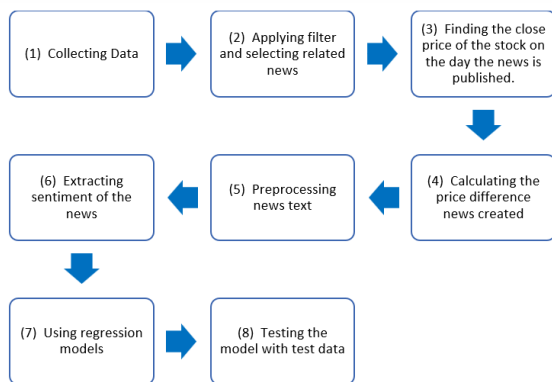 (1) Collecting Data
(2) Applying filter
and selecting related
news
(3) Finding the close
price of the stock on
the day the news is
published.
(4) Calculating the
price difference
news created
(5) Preprocessing
news text
(6) Extracting
sentiment of the
news
(7) Using regression
models
(8) Testing the
model with test data